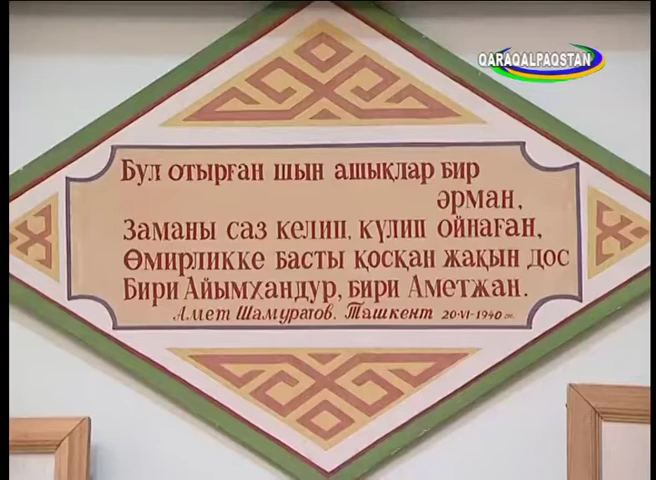 QARAQALPAQSTAN
Бул отырған шын ашықлар бир
әрман,
Заманы саз келип, күлип ойнаған,
Өмирликке басты қосқан жақын дос
Бири Айымхандур, бири Аметжан.
Амет Шамуратов. Ташкент 20-VI-1940